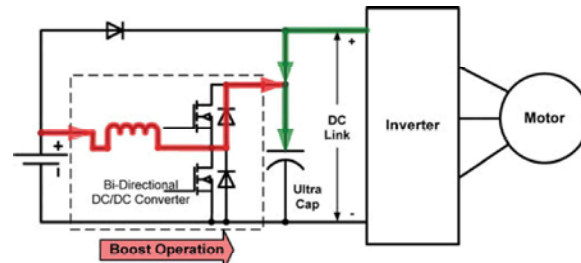 +
DC
Link
-
Inverter
Motor
+
Bi-Directional
DC/DC Converter
Ultra
Cap
Boost Operation